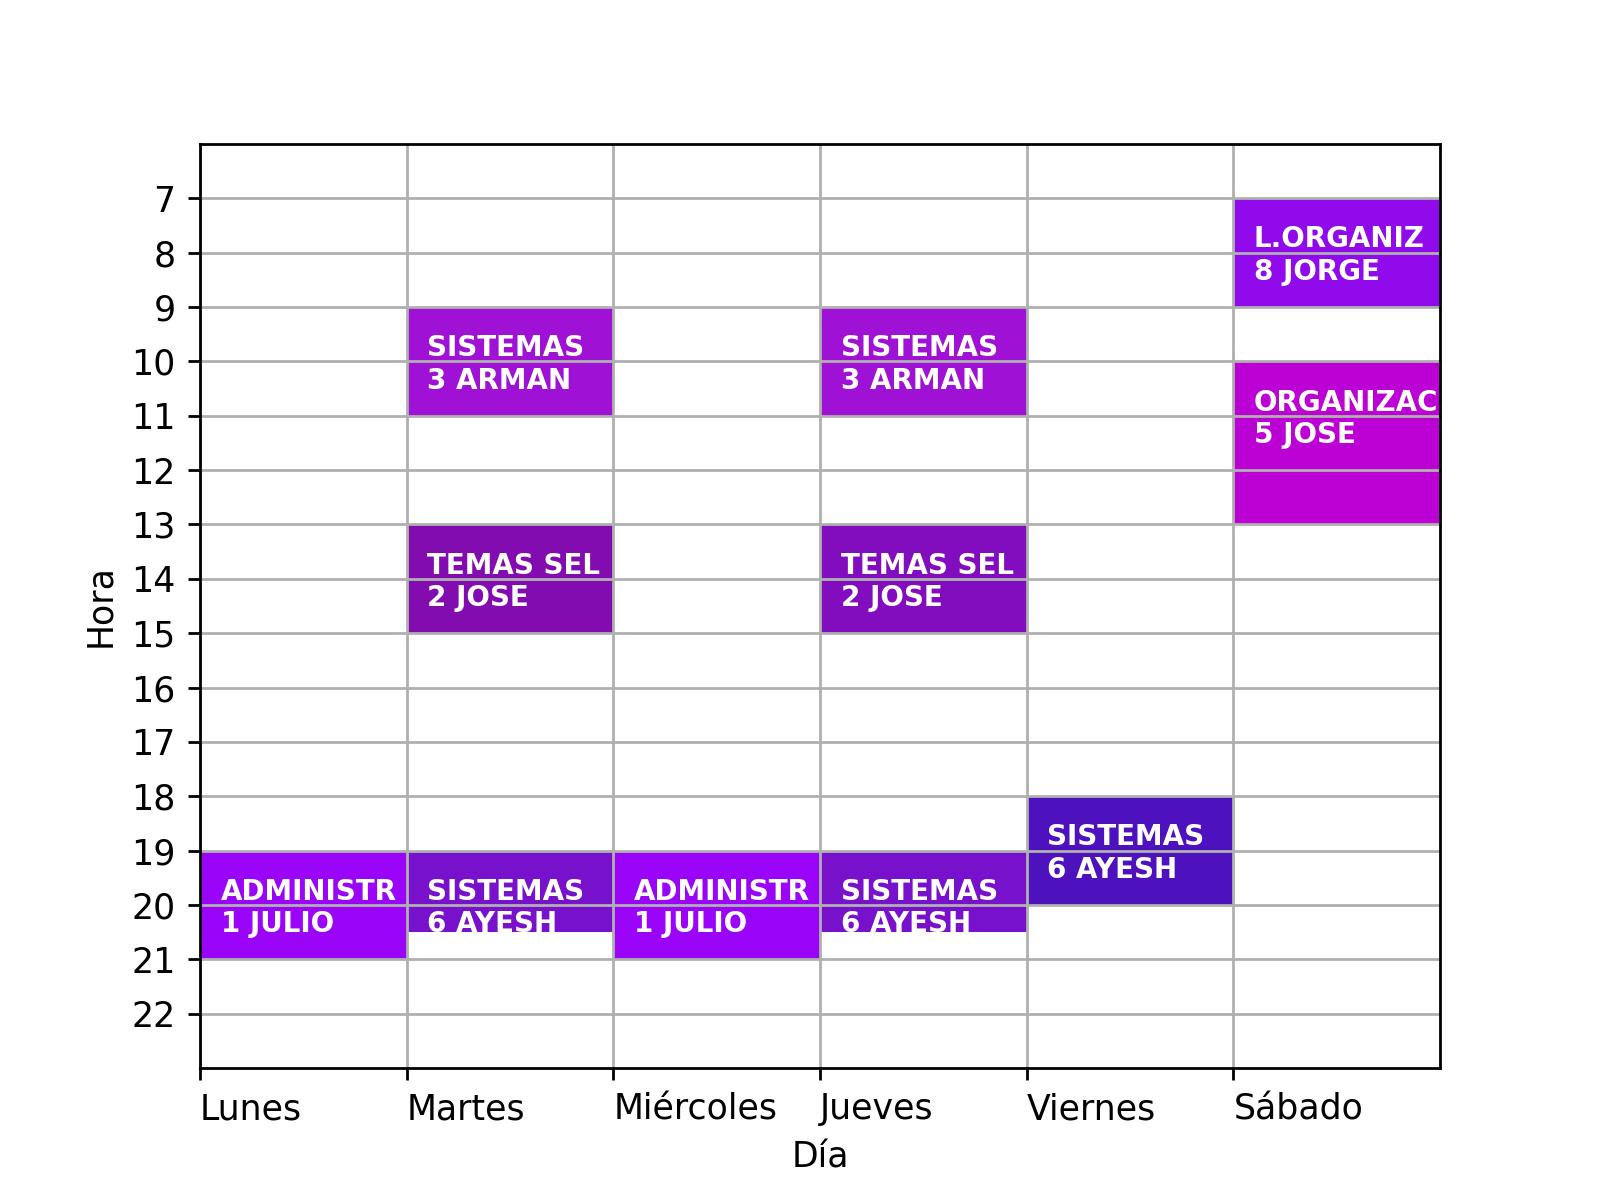 7
8
9
10
11
12
13
14
15
16
17
18
19
20
21
22
Hora
L.ORGANIZ
8 JORGE
SISTEMAS
3 ARMAN
SISTEMAS
3 ARMAN
ORGANIZAC
5 JOSE
TEMAS SEL
2 JOSE
TEMAS SEL
2 JOSE
SISTEMAS
6 AYESH
ADMINISTR
1 JULIO
SISTEMAS
6 AYESH
ADMINISTR
1 JULIO
SISTEMAS
6 AYESH
Lunes Martes Miércoles Jueves Viernes Sábado
Día